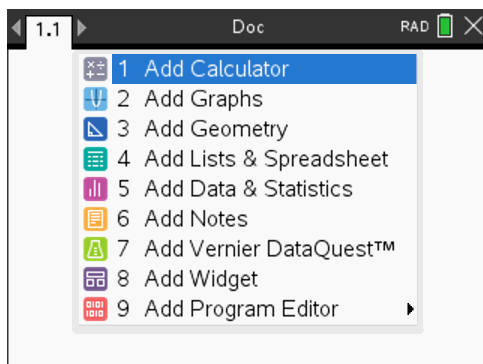 1.1 Doc RAD
1 Add Calculator
2 Add Graphs
3 Add Geometry
4 Add Lists & Spreadsheet
5 Add Data & Statistics
6 Add Notes
7 Add Vernier DataQuest™
8 Add Widget
9 Add Program Editor